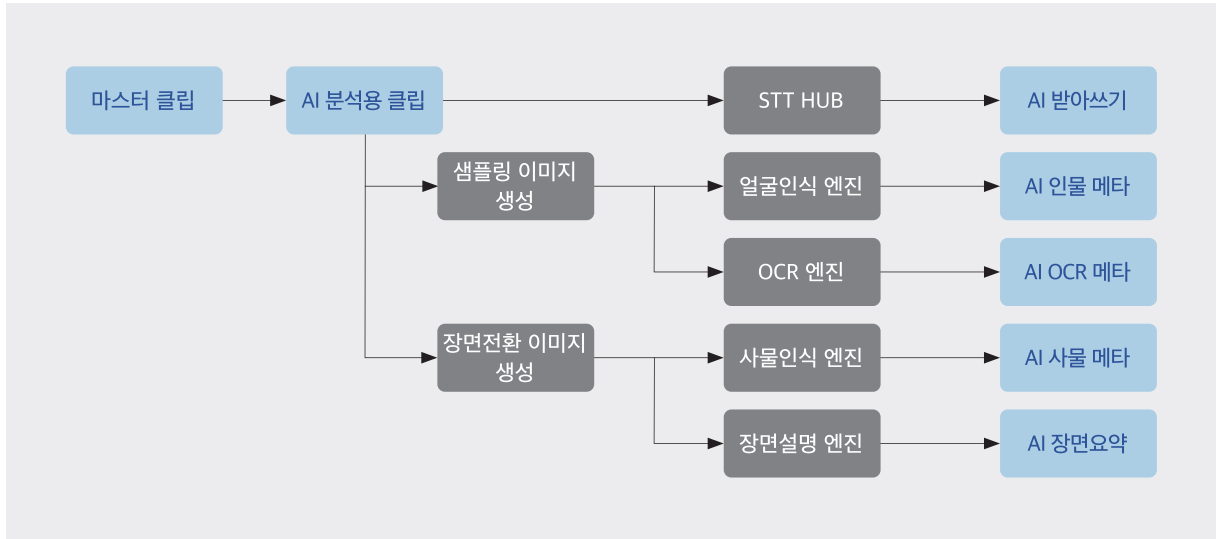 마스터 클립
AI 분석용 클립
STT HUB
AI 받아쓰기
샘플링 이미지
생성
얼굴인식 엔진
AI 인물 메타
OCR 엔진
AI OCR 메타
장면전환 이미지
생성
사물인식 엔진
AI 사물 메타
장면설명 엔진
AI 장면요약